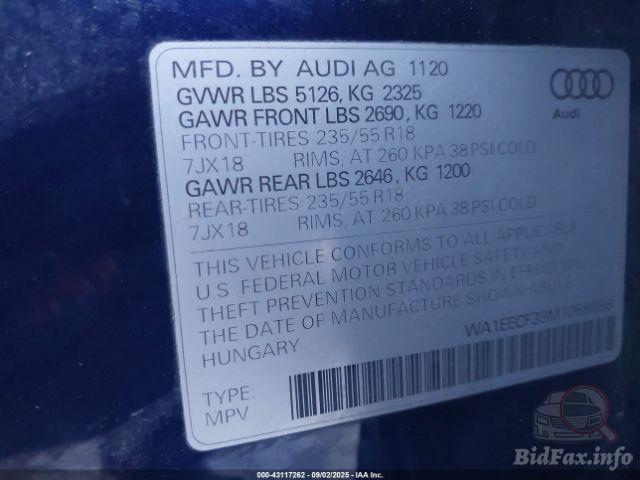 MFD. BY AUDI AG 1120
GVWR LBS 5126, KG 2325
GAWR FRONT LBS 2690, KG 1220
FRONT-TIRES 235/55 R18
7JX18 RIMS, AT 260 KPA 38 PSI COLD
GAWR REAR LBS 2646, KG 1200
REAR-TIRES 235/55 R18
7JX18 RIMS, AT 260 KPA 38 PSI COLD
Audi
THIS VEHICLE CONFORMS TO ALL APPLICABLE
U.S. FEDERAL MOTOR VEHICLE SAFETY AND
THEFT PREVENTION STANDARDS IN EFFECT ON
THE DATE OF MANUFACTURE SHOWN ABOVE.
HUNGARY
TYPE:
MPV
BidFax.info
000-43117262 - 09/02/2025 - IAA Inc.